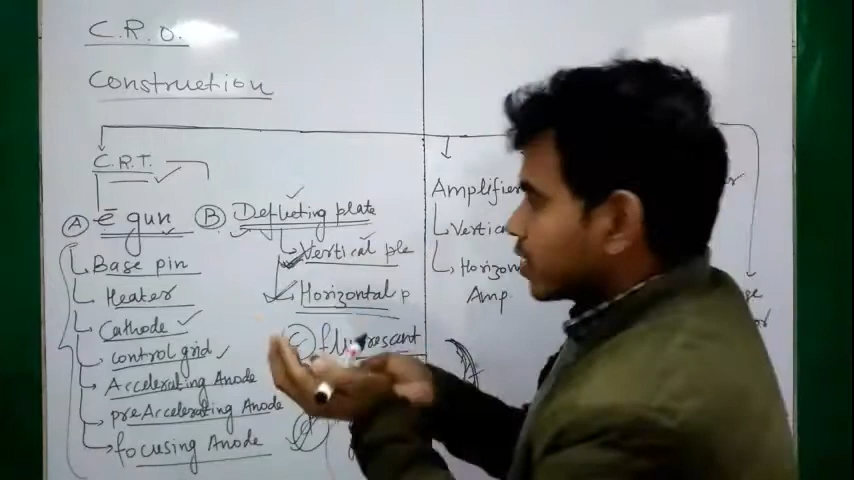 C.R.O.
Construction
C.R.T.
A ē gun
Base pin
Heater
Cathode
control grid
Accelerating Anode
preAccelerating Anode
focusing Anode
B Deflecting plate
Vertical ple
Horizontal p
C
Amplifier
Vertica
Horizon
Amp.